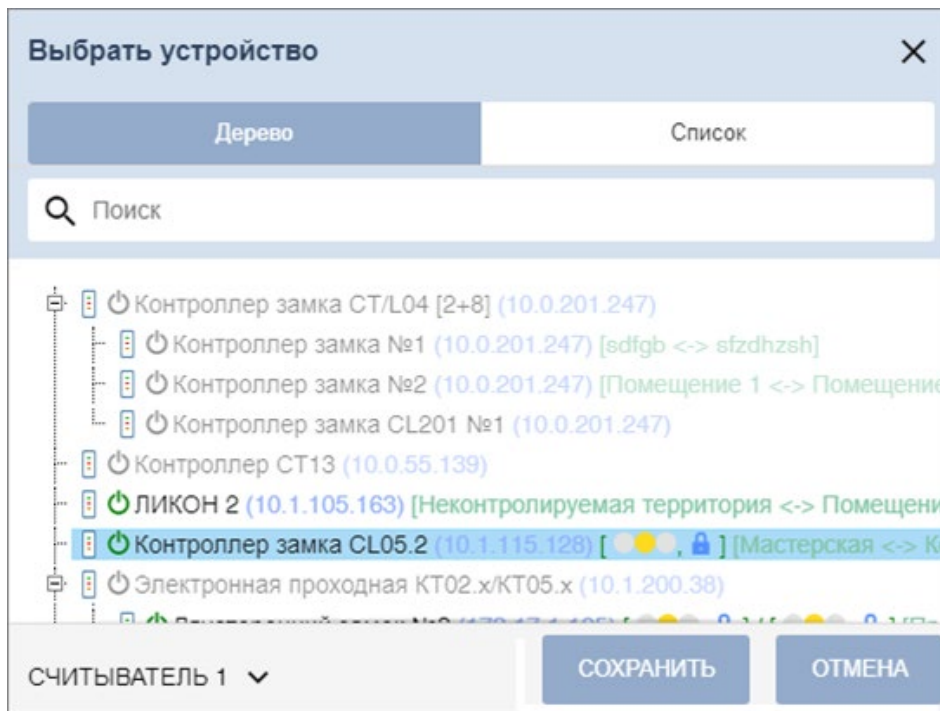 Выбрать устройство
Дерево Список
Поиск
Контроллер замка CT/L04 [2+8] (10.0.201.247)
Контроллер замка №1 (10.0.201.247) [sdfgb <-> sfzdhzsh]
Контроллер замка №2 (10.0.201.247) [Помещение 1 <-> Помещение
Контроллер замка CL201 №1 (10.0.201.247)
Контроллер CT13 (10.0.55.139)
ЛИКОН 2 (10.1.105.163) [Неконтролируемая территория <-> Помещени
Контроллер замка CL05.2 (10.1.115.128) [ , ] [Мастерская <-> К
Электронная проходная КТ02.x/КТ05.x (10.1.200.38)
СЧИТЫВАТЕЛЬ 1 СОХРАНИТЬ ОТМЕНА